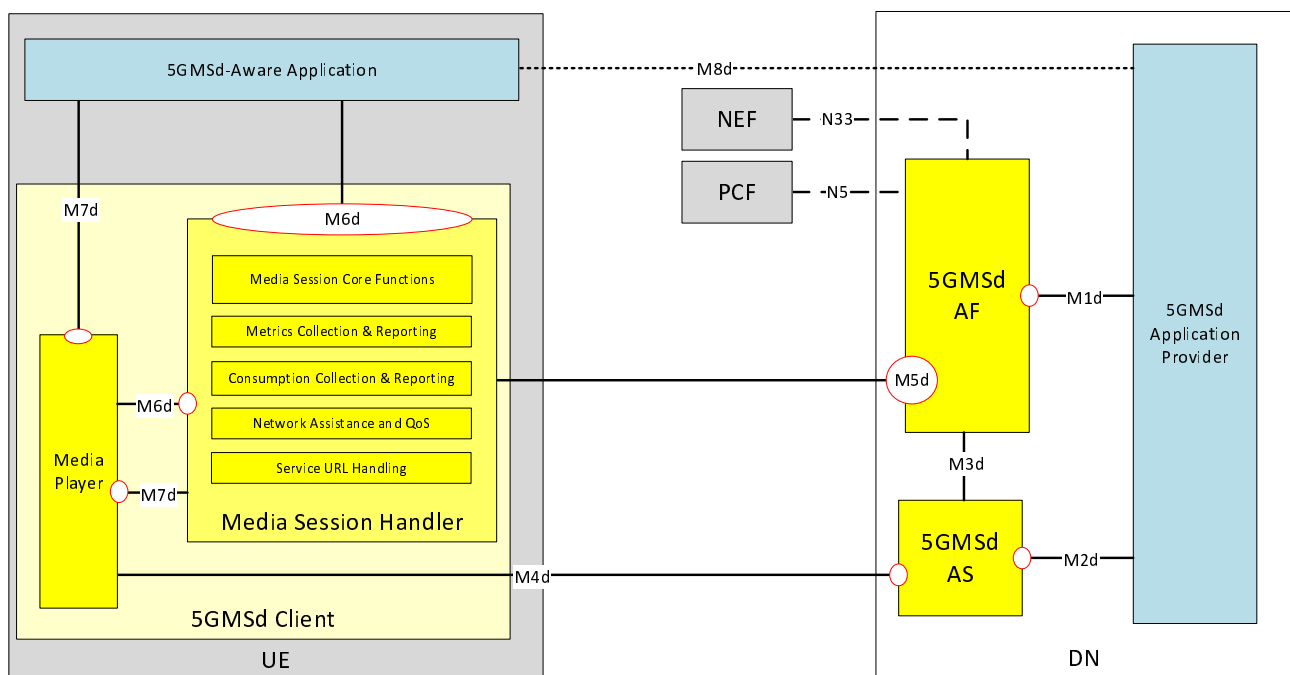 5GMSd-Aware Application
M8d
NEF
N33
PCF
N5
M7d
M6d
Media Session Core Functions
Metrics Collection & Reporting
Consumption Collection & Reporting
Network Assistance and QoS
Service URL Handling
Media Session Handler
M6d
M7d
Media
Player
5GMSd Client
UE
M4d
M5d
5GMSd
AF
M1d
M3d
5GMSd
AS
M2d
5GMSd
Application
Provider
DN